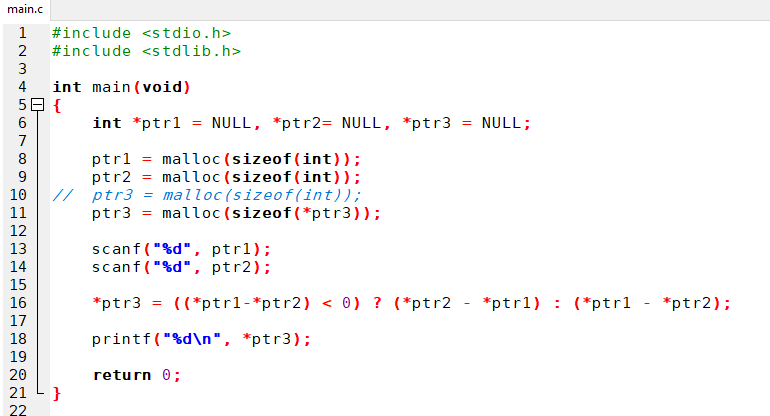 main.c
1 #include <stdio.h>
2 #include <stdlib.h>
3
4 int main(void)
5 {
6     int *ptr1 = NULL, *ptr2= NULL, *ptr3 = NULL;
7
8     ptr1 = malloc(sizeof(int));
9     ptr2 = malloc(sizeof(int));
10 //  ptr3 = malloc(sizeof(int));
11     ptr3 = malloc(sizeof(*ptr3));
12
13     scanf("%d", ptr1);
14     scanf("%d", ptr2);
15
16     *ptr3 = ((*ptr1-*ptr2) < 0) ? (*ptr2 - *ptr1) : (*ptr1 - *ptr2);
17
18     printf("%d\n", *ptr3);
19
20     return 0;
21 }
22